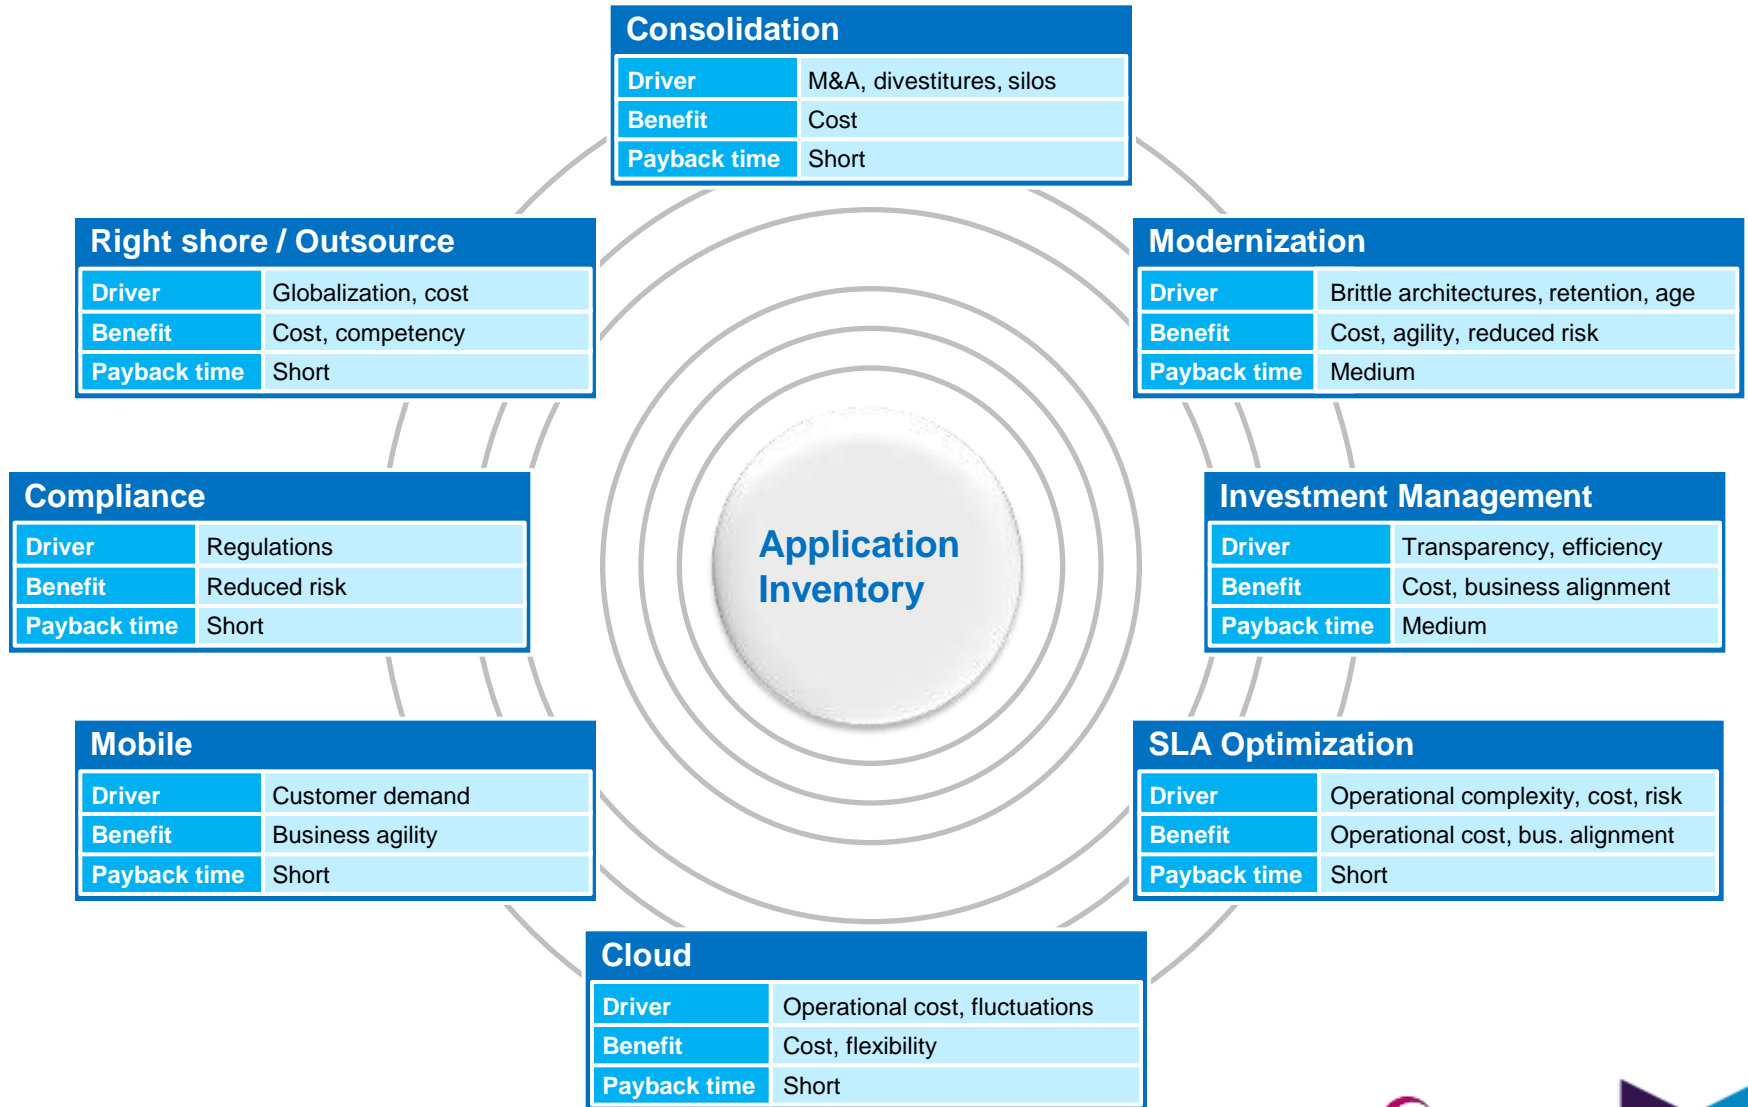 Consolidation
Driver M&A, divestitures, silos
Benefit Cost
Payback time Short
Right shore / Outsource
Driver Globalization, cost
Benefit Cost, competency
Payback time Short
Modernization
Driver Brittle architectures, retention, age
Benefit Cost, agility, reduced risk
Payback time Medium
Compliance
Driver Regulations
Benefit Reduced risk
Payback time Short
Application
Inventory
Investment Management
Driver Transparency, efficiency
Benefit Cost, business alignment
Payback time Medium
Mobile
Driver Customer demand
Benefit Business agility
Payback time Short
SLA Optimization
Driver Operational complexity, cost, risk
Benefit Operational cost, bus. alignment
Payback time Short
Cloud
Driver Operational cost, fluctuations
Benefit Cost, flexibility
Payback time Short